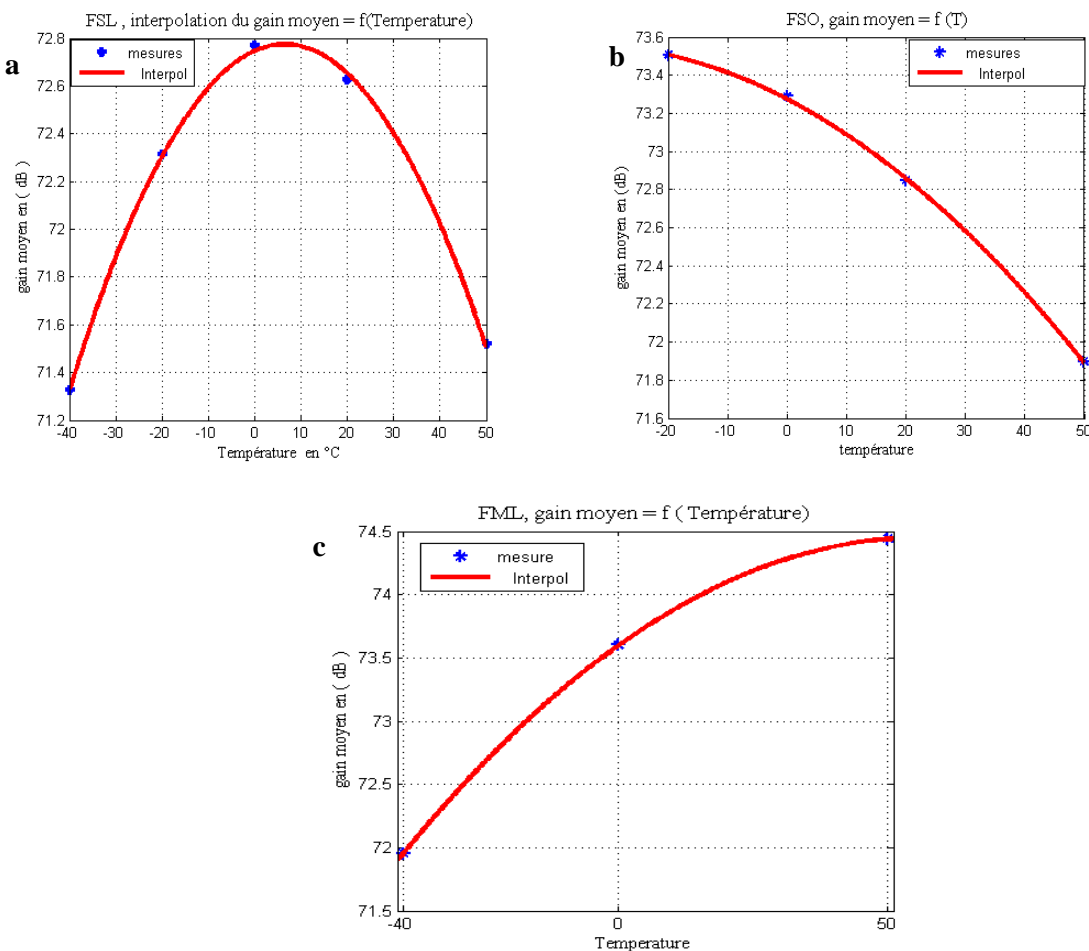 a
FSL , interpolation du gain moyen = f(Temperature)
mesures
Interpol
gain moyen en ( dB )
72.8
72.6
72.4
72.2
72
71.8
71.6
71.4
71.2
-40 -30 -20 -10 0 10 20 30 40 50
Température en °C
b
FSO, gain moyen = f (T)
mesures
Interpol
gain moyen en (dB)
73.6
73.4
73.2
73
72.8
72.6
72.4
72.2
72
71.8
71.6
-20 -10 0 10 20 30 40 50
température
c
FML, gain moyen = f ( Température)
mesure
Interpol
gain moyen en ( dB )
74.5
74
73.5
73
72.5
72
71.5
-40 0 50
Temperature